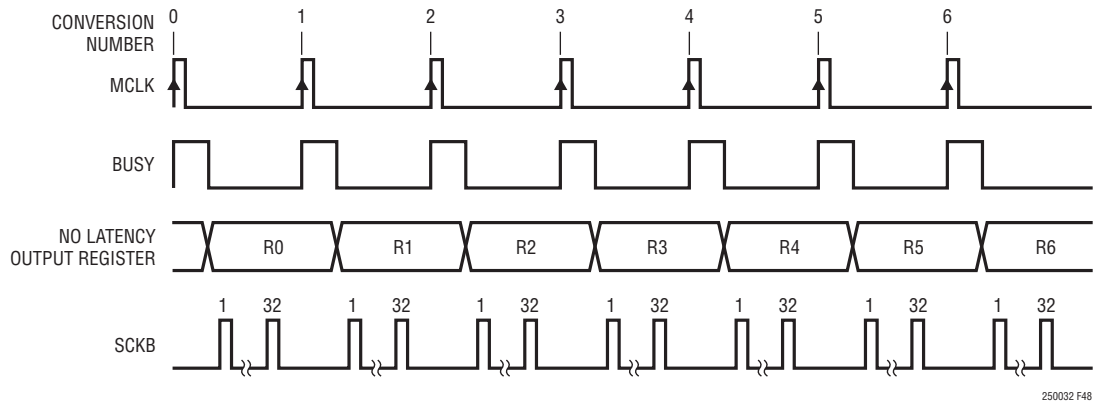 CONVERSION
NUMBER
0 1 2 3 4 5 6
MCLK
BUSY
NO LATENCY
OUTPUT REGISTER
R0 R1 R2 R3 R4 R5 R6
1 32 1 32 1 32 1 32 1 32 1 32 1 32
SCKB
250032 F48